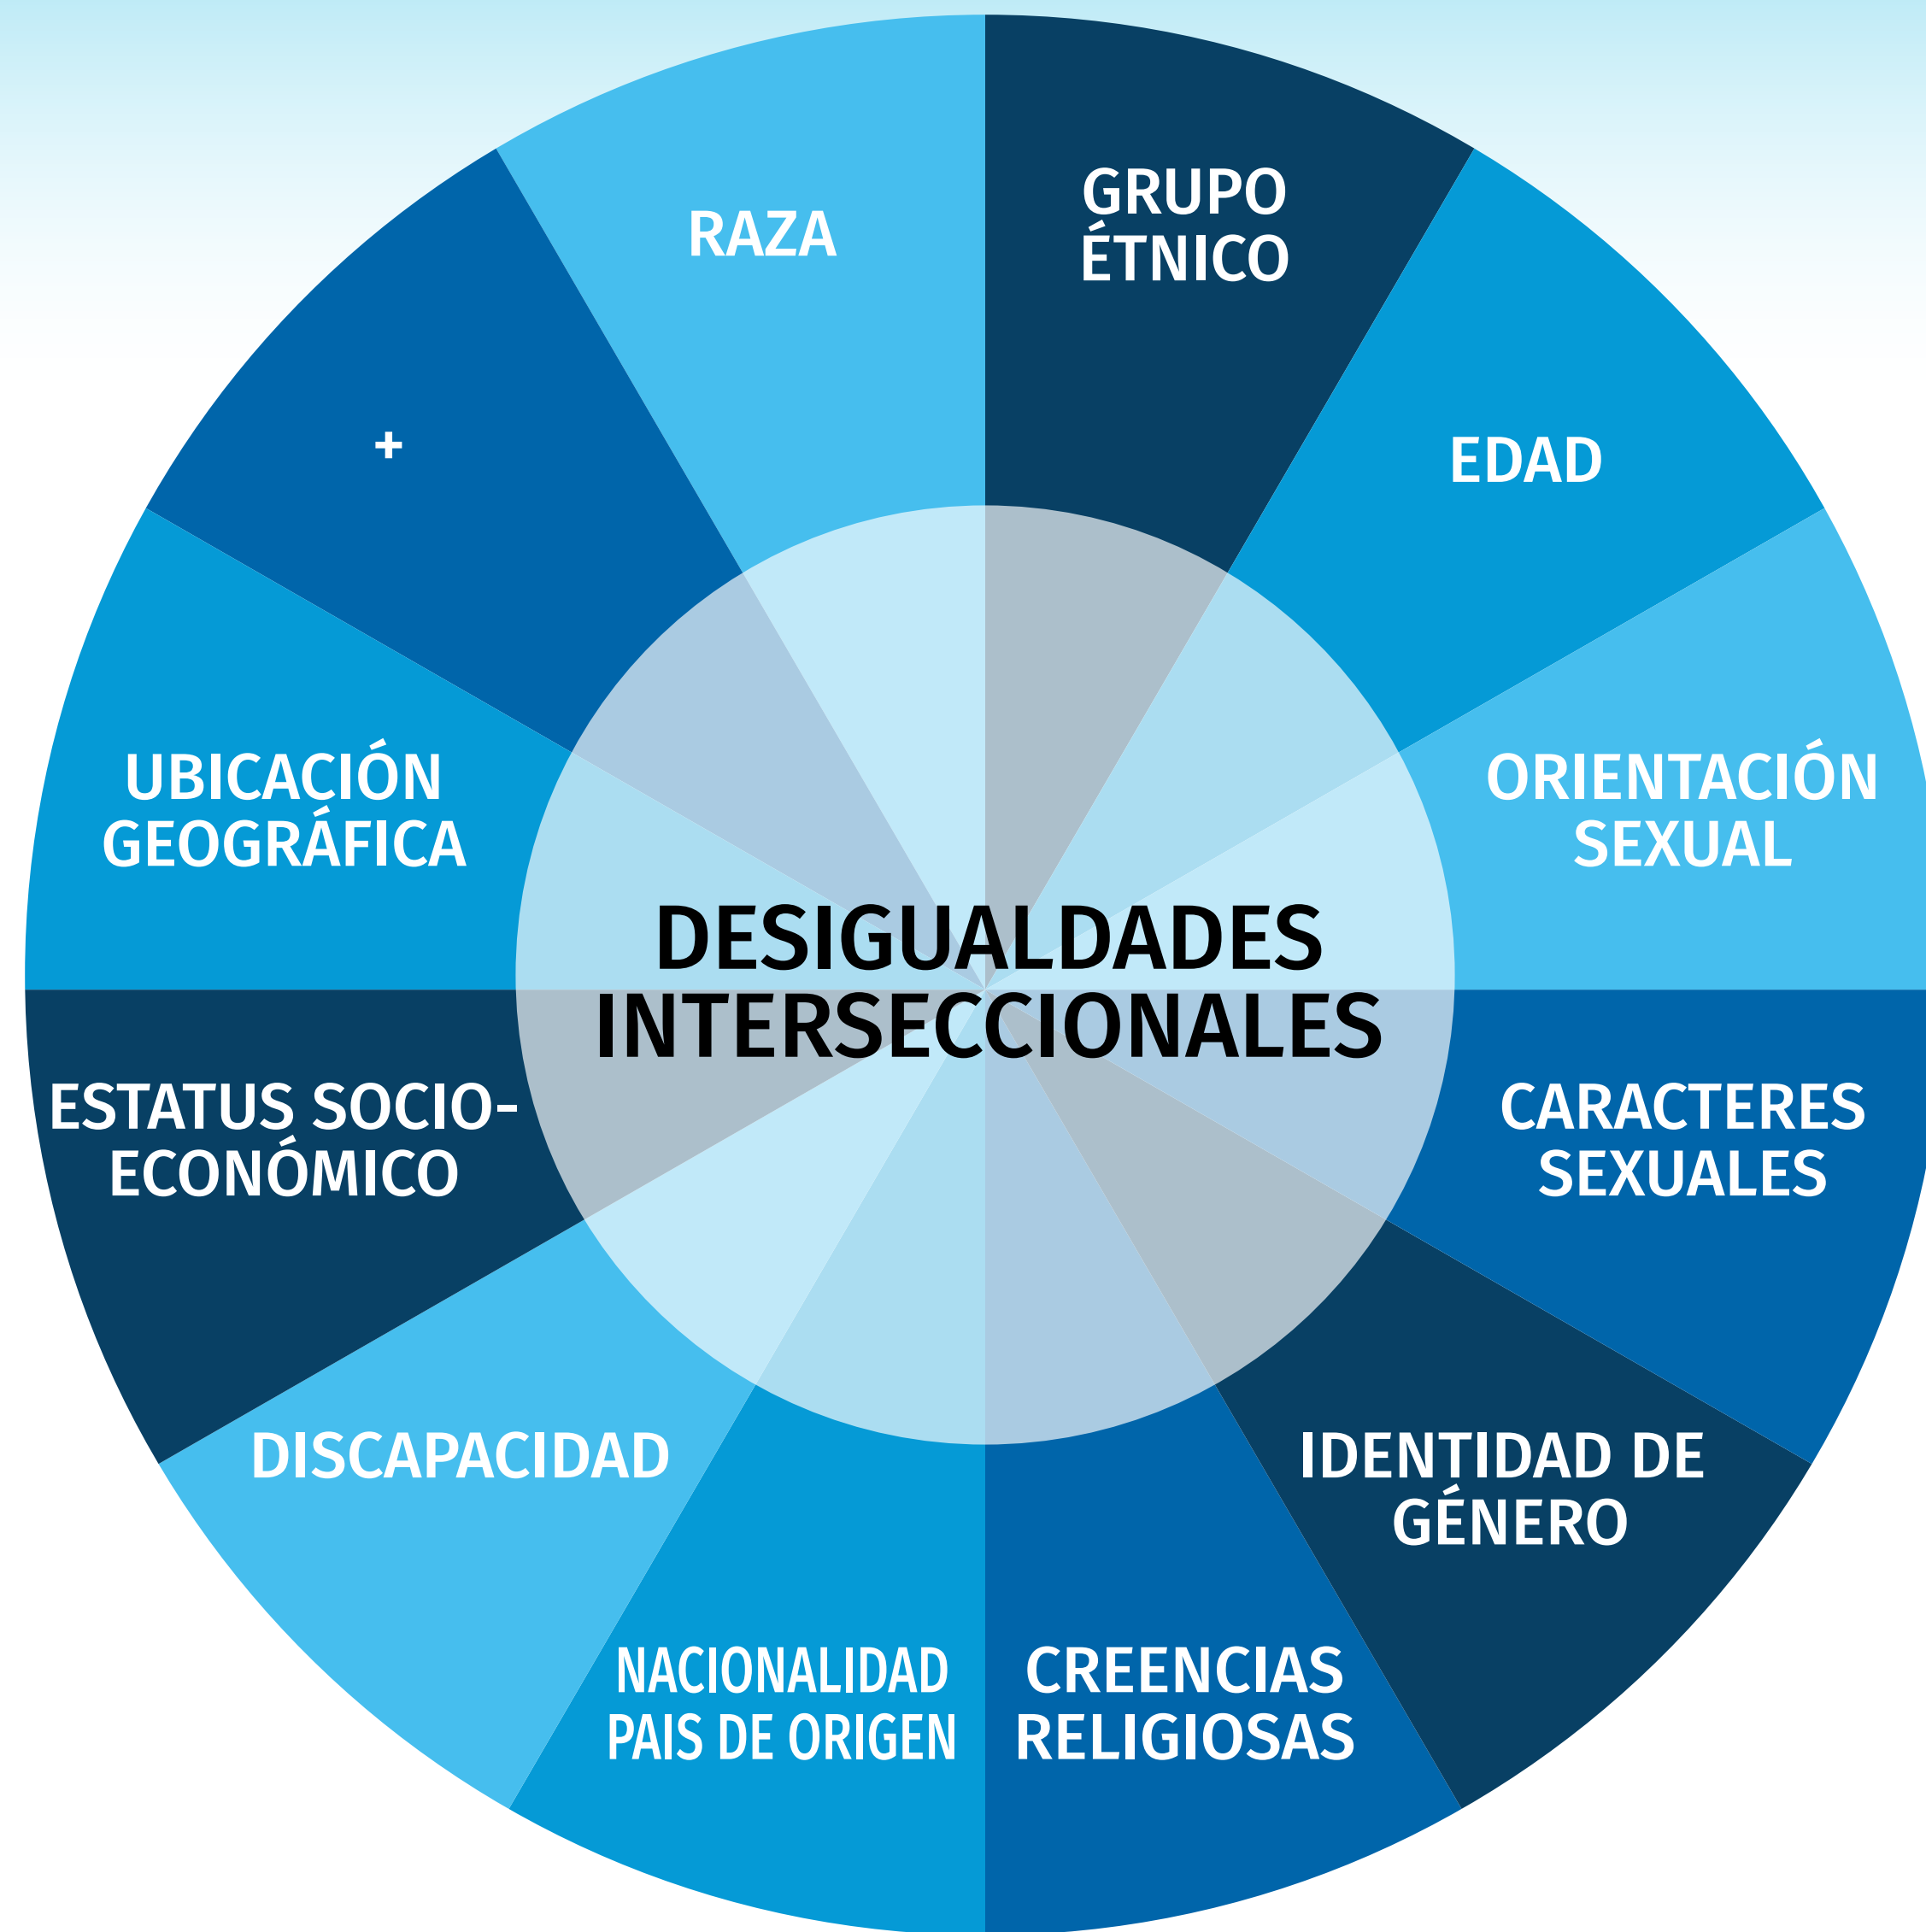 RAZA
GRUPO
ÉTNICO
EDAD
ORIENTACIÓN
SEXUAL
CARACTERES
SEXUALES
IDENTIDAD DE
GÉNERO
CREENCIAS
RELIGIOSAS
NACIONALIDAD
PAIS DE ORIGEN
DISCAPACIDAD
ESTATUS SOCIO-
ECONÓMICO
UBICACIÓN
GEOGRÁFICA
+
DESIGUALDADES
INTERSECCIONALES